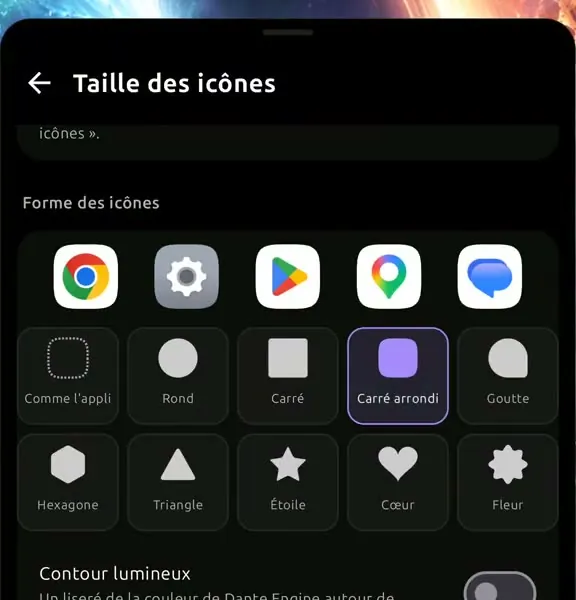 Taille des icônes
icônes ».
Forme des icônes
Comme l'appli
Rond
Carré
Carré arrondi
Goutte
Hexagone
Triangle
Étoile
Cœur
Fleur
Contour lumineux
Un liseré de la couleur de Dante Engine autour de